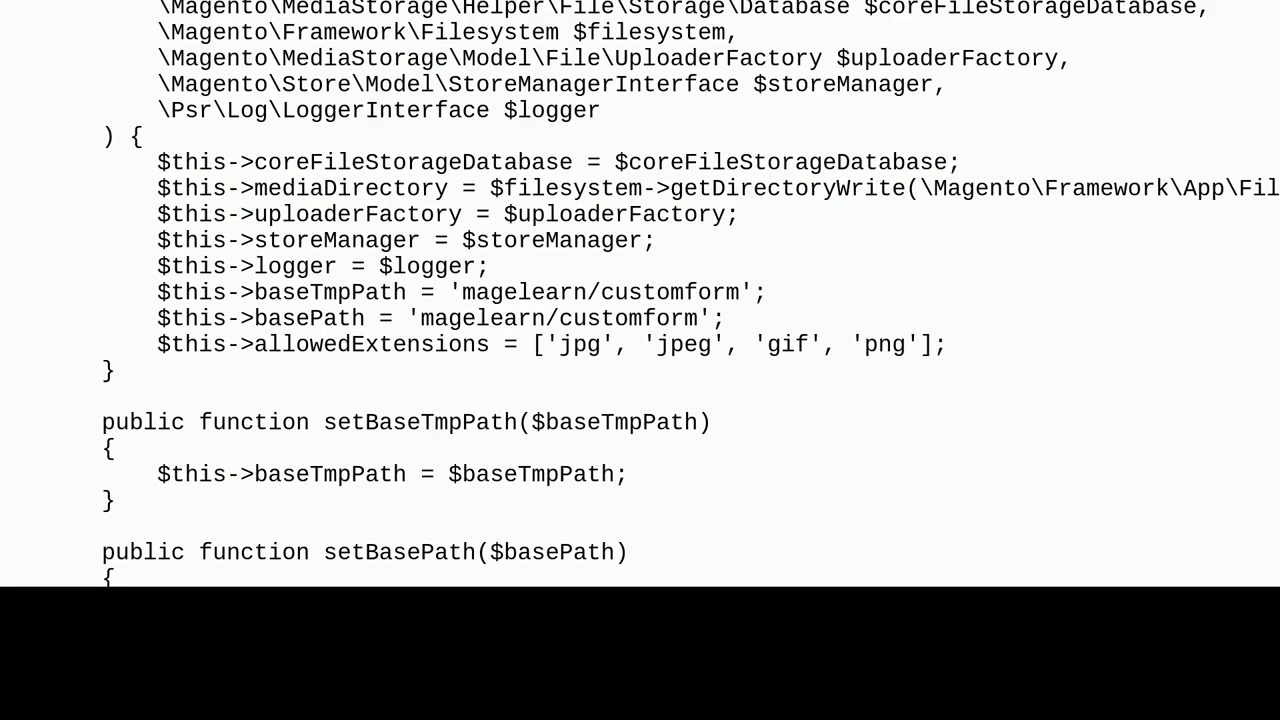 \Magento\MediaStorage\Helper\File\Storage\Database $coreFileStorageDatabase,
\Magento\Framework\Filesystem $filesystem,
\Magento\MediaStorage\Model\File\UploaderFactory $uploaderFactory,
\Magento\Store\Model\StoreManagerInterface $storeManager,
\Psr\Log\LoggerInterface $logger
) {
$this->coreFileStorageDatabase = $coreFileStorageDatabase;
$this->mediaDirectory = $filesystem->getDirectoryWrite(\Magento\Framework\App\Fil
$this->uploaderFactory = $uploaderFactory;
$this->storeManager = $storeManager;
$this->logger = $logger;
$this->baseTmpPath = 'magelearn/customform';
$this->basePath = 'magelearn/customform';
$this->allowedExtensions = ['jpg', 'jpeg', 'gif', 'png'];
}
public function setBaseTmpPath($baseTmpPath)
{
$this->baseTmpPath = $baseTmpPath;
}
public function setBasePath($basePath)
{